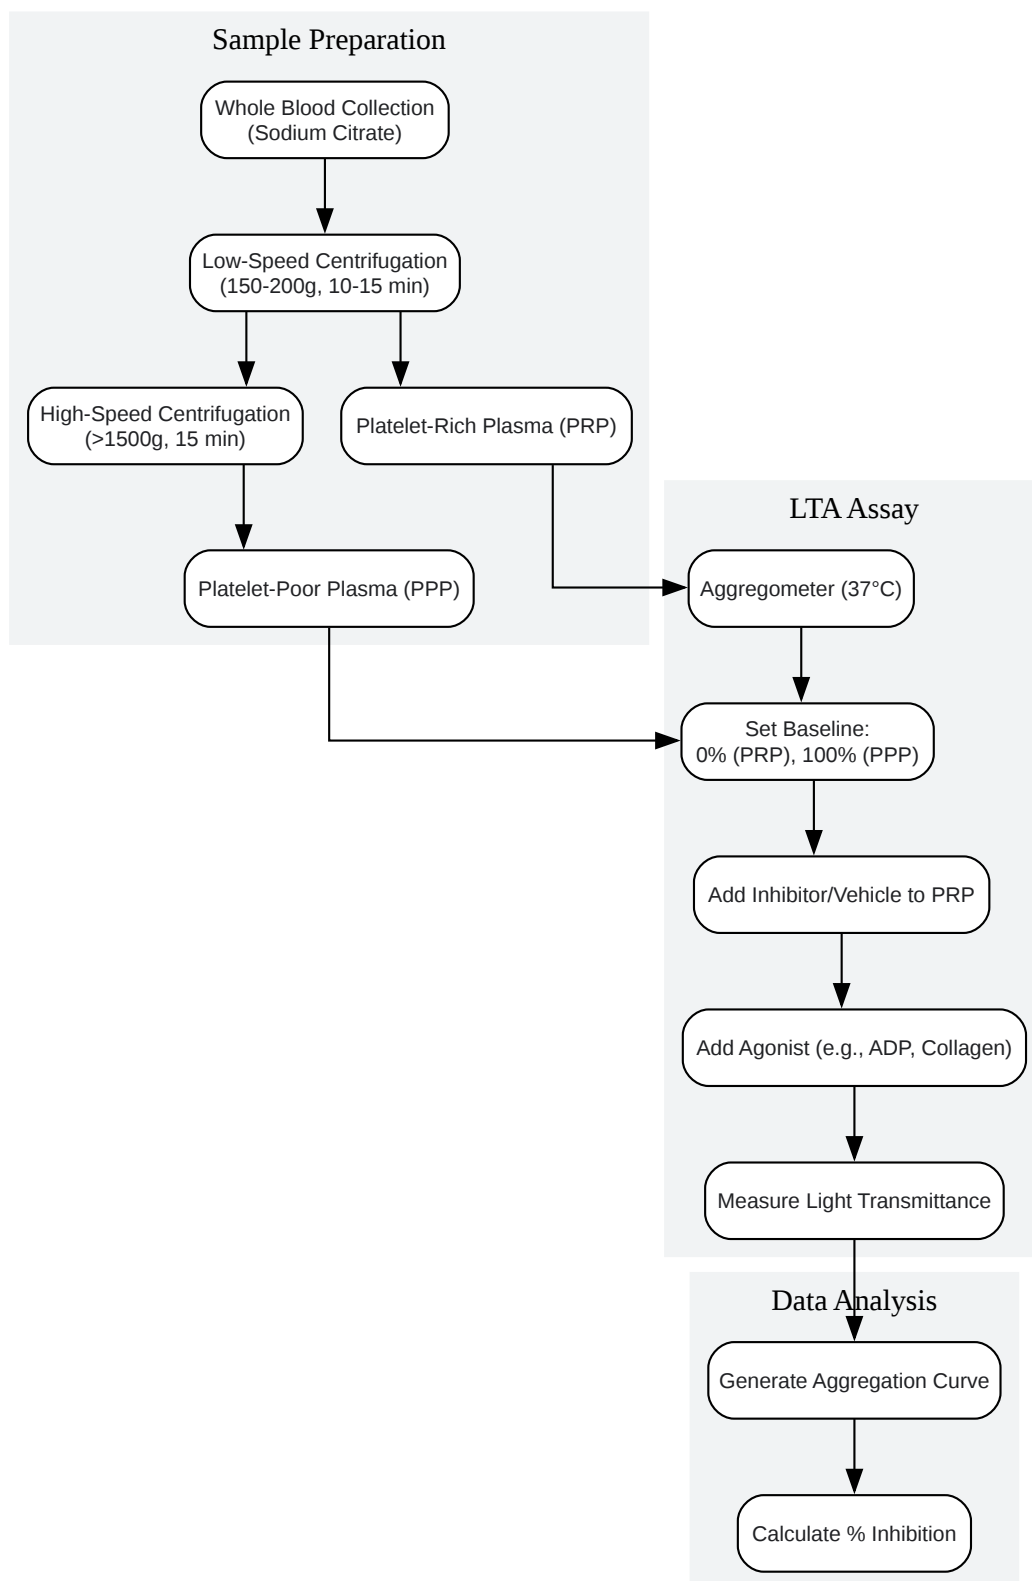 Sample Preparation
Whole Blood Collection
(Sodium Citrate)
Low-Speed Centrifugation
(150-200g, 10-15 min)
High-Speed Centrifugation
(>1500g, 15 min)
Platelet-Rich Plasma (PRP)
Platelet-Poor Plasma (PPP)
LTA Assay
Aggregometer (37°C)
Set Baseline:
0% (PRP), 100% (PPP)
Add Inhibitor/Vehicle to PRP
Add Agonist (e.g., ADP, Collagen)
Measure Light Transmittance
Data Analysis
Generate Aggregation Curve
Calculate % Inhibition